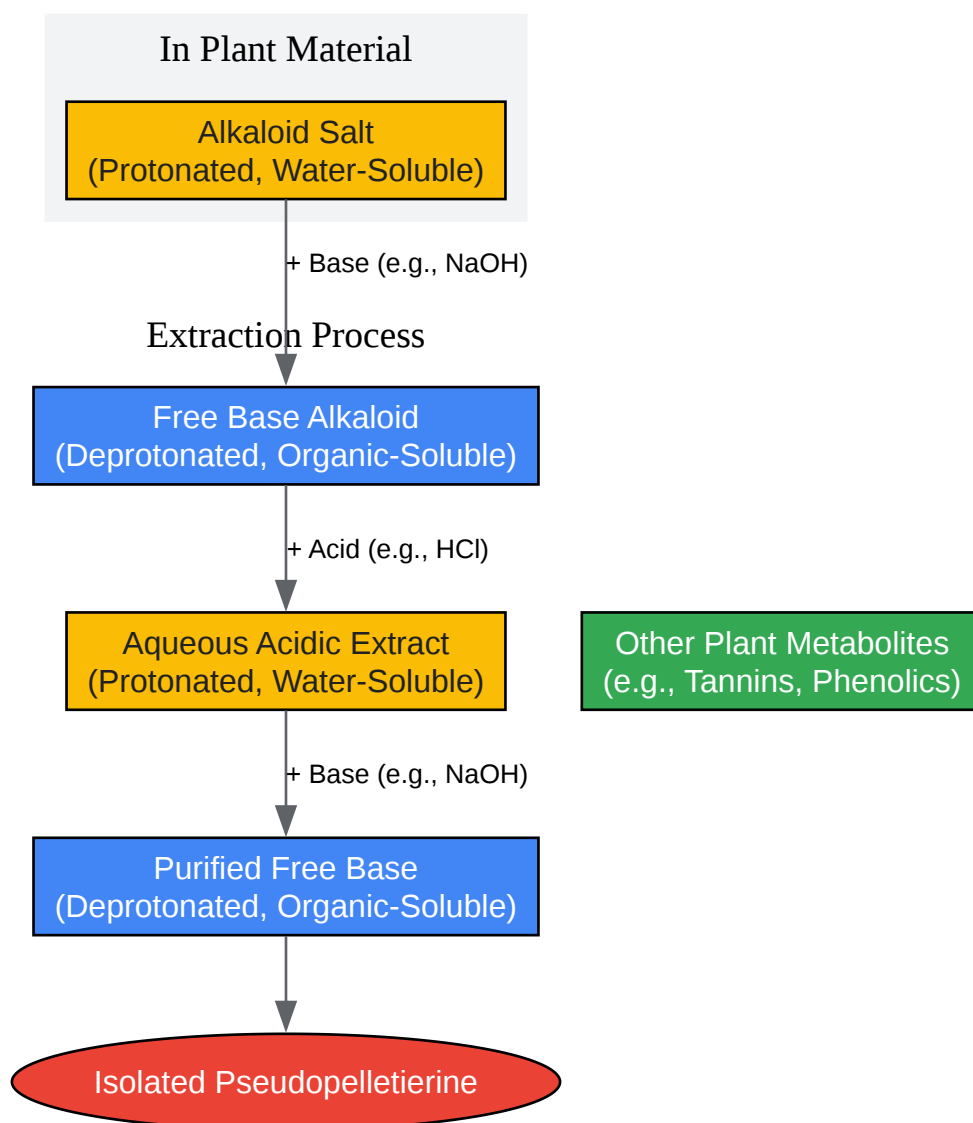 In Plant Material
Alkaloid Salt
(Protonated, Water-Soluble)
+ Base (e.g., NaOH)
Extraction Process
Free Base Alkaloid
(Deprotonated, Organic-Soluble)
+ Acid (e.g., HCl)
Aqueous Acidic Extract
(Protonated, Water-Soluble)
Other Plant Metabolites
(e.g., Tannins, Phenolics)
+ Base (e.g., NaOH)
Purified Free Base
(Deprotonated, Organic-Soluble)
Isolated Pseudopelletierine